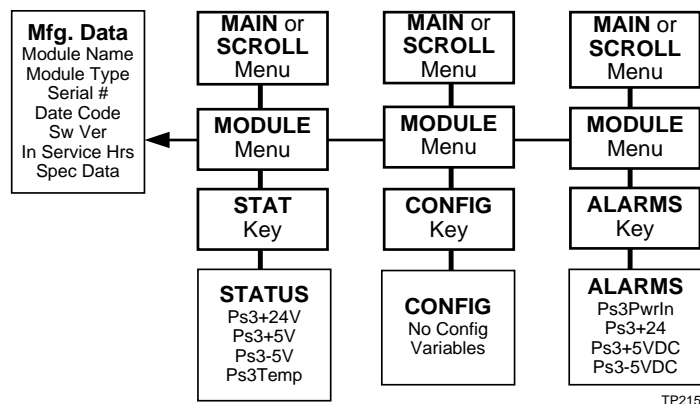 Mfg. Data
Module Name
Module Type
Serial #
Date Code
Sw Ver
In Service Hrs
Spec Data
MAIN or
SCROLL
Menu
MODULE
Menu
STAT
Key
STATUS
Ps3+24V
Ps3+5V
Ps3-5V
Ps3Temp
MAIN or
SCROLL
Menu
MODULE
Menu
CONFIG
Key
CONFIG
No Config
Variables
MAIN or
SCROLL
Menu
MODULE
Menu
ALARMS
Key
ALARMS
Ps3PwrIn
Ps3+24
Ps3+5VDC
Ps3-5VDC
TP215